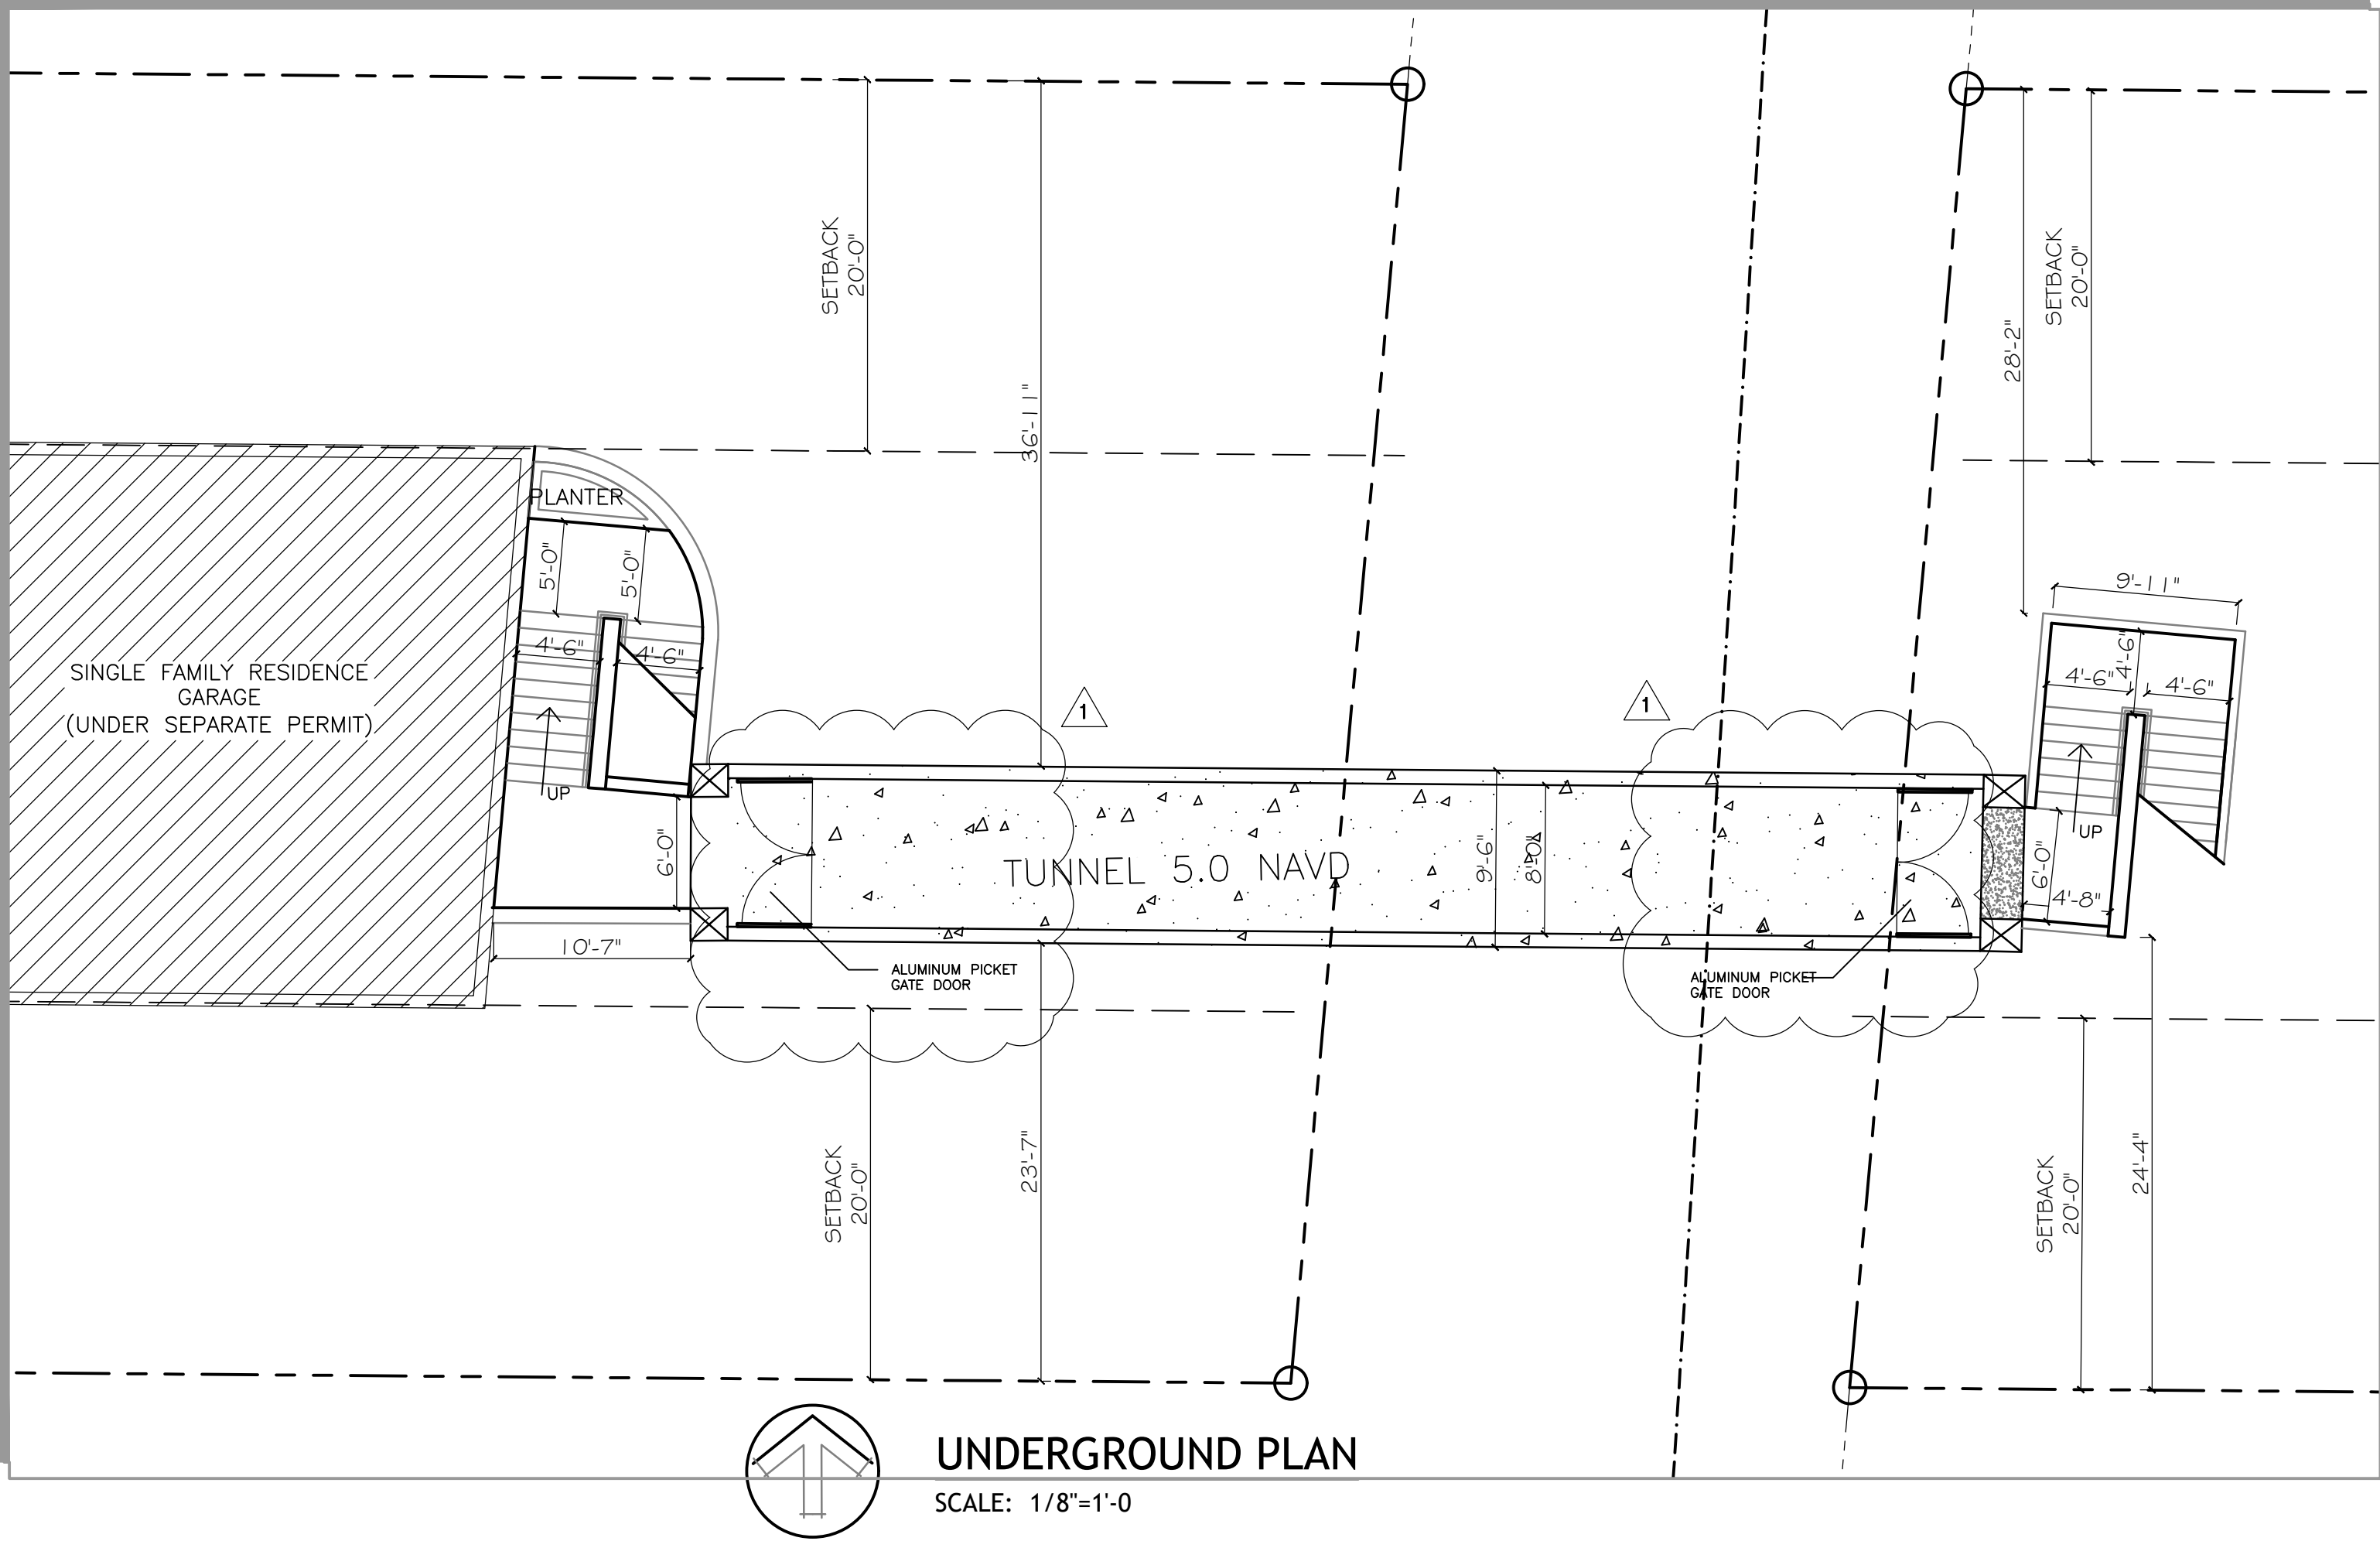 SETBACK
20'-0"
36'-11"
28'-2"
SETBACK
20'-0"
PLANTER
5'-0"
5'-0"
4'-6"
4'-6"
UP
SINGLE FAMILY RESIDENCE
GARAGE
(UNDER SEPARATE PERMIT)
1
1
9'-11"
4'-6"
4'-6"
4'-6"
UP
6'-0"
TUNNEL 5.0 NAVD
9'-6"
8'-0"
6'-0"
4'-8"
10'-7"
ALUMINUM PICKET
GATE DOOR
ALUMINUM PICKET
GATE DOOR
SETBACK
20'-0"
23'-7"
SETBACK
20'-0"
24'-4"
UNDERGROUND PLAN
SCALE: 1/8"=1'-0